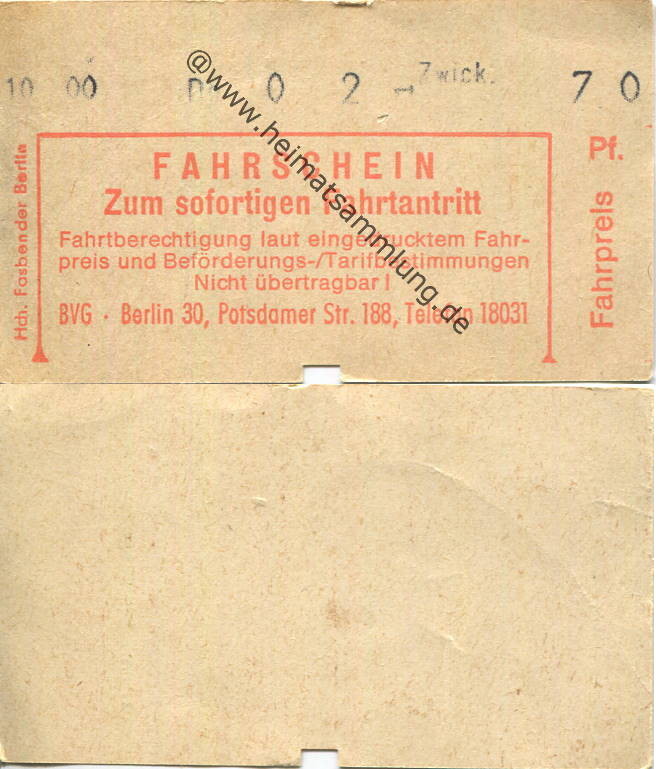 10 00 0 2 Zwick. 70
Pf.
Fahrpreis
Hch. Fasbender Berlin
FAHRSCHEIN
Zum sofortigen Fahrtantritt
Fahrtberechtigung laut eingedrucktem Fahr-
preis und Beförderungs-/Tarifbestimmungen
Nicht übertragbar!
BVG · Berlin 30, Potsdamer Str. 188, Telefon 18031
@www.heimatsammlung.de